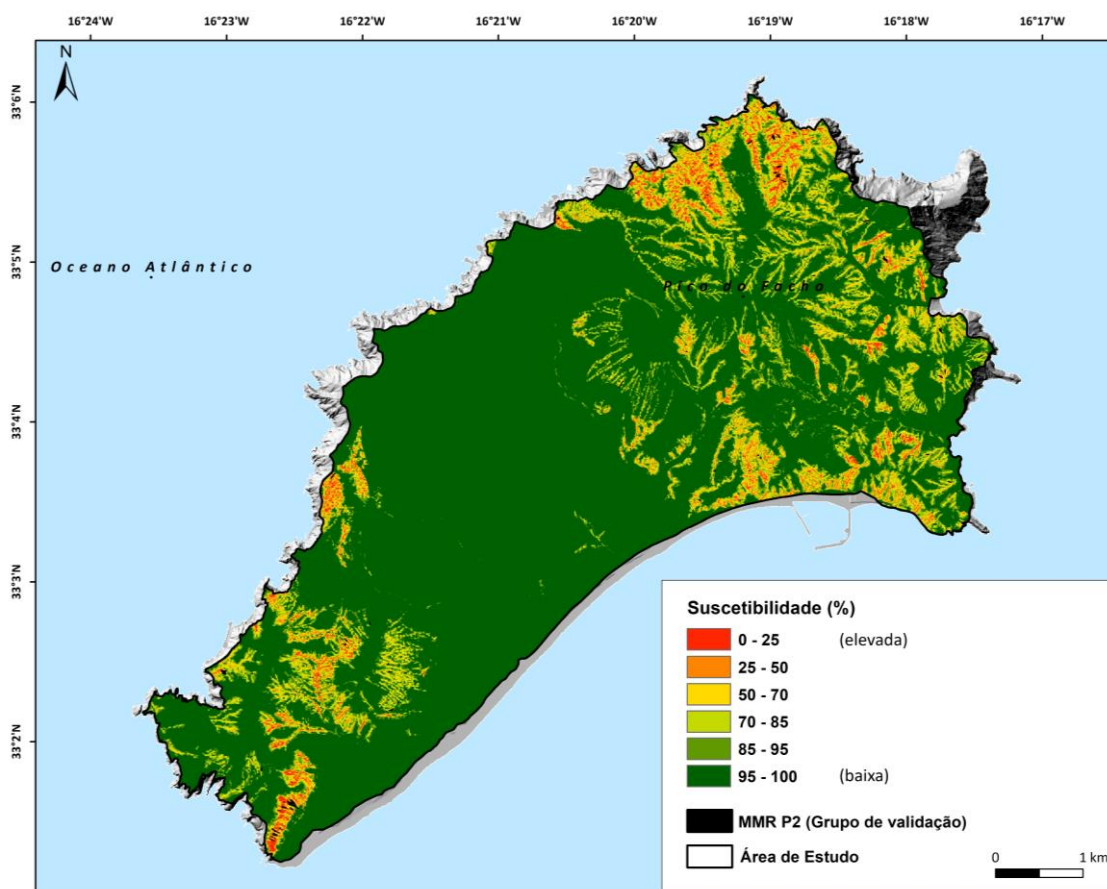 16°24'W 16°23'W 16°22'W 16°21'W 16°20'W 16°19'W 16°18'W 16°17'W
N
33°6'N
33°5'N
Oceano Atlântico
Pico do Facho
33°4'N
33°3'N
33°2'N
Suscetibilidade (%)
0 - 25 (elevada)
25 - 50
50 - 70
70 - 85
85 - 95
95 - 100 (baixa)
MMR P2 (Grupo de validação)
Área de Estudo
0 1 km